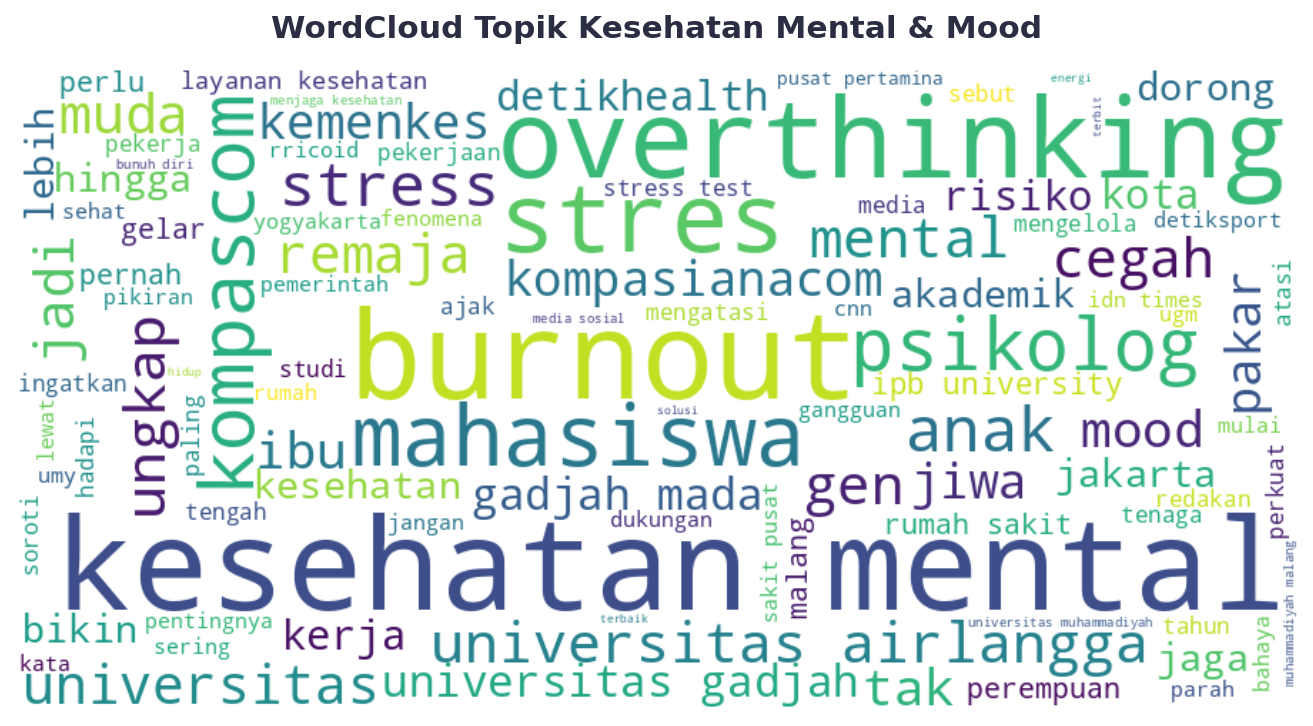 WordCloud Topik Kesehatan Mental & Mood
perlu
layanan kesehatan
pusat pertamina
energi
muda
menjaga kesehatan
detikhealth
sebut
dorong
lebih
kompascom
kemenkes
overthinking
terbit
pekerja
rricoid
pekerjaan
bunuh diri
hingga
stress
stres
stress test
risiko
kota
sehat
gelar
yogyakarta
fenomena
media
mengelola
detiksport
jadi
remaja
mental
cegah
pernah
pemerintah
kompasianacom
akademik
atasi
pikiran
ajak
media sosial
mengatasi
cnn
idn times
ugm
ungkap
burnout
psikolog
pakar
ingatkan
hidup
studi
rumah
ipb university
lewat
hadapi
paling
ibu
mahasiswa
solusi
gangguan
anak
mood
mulai
umy
kesehatan
gadjah mada
gen
jiwa
jakarta
redakan
perkuat
soroti
tengah
jangan
dukungan
sakit pusat
malang
rumah sakit
tenaga
kesehatan mental
muhammadiyah malang
bikin
pentingnya
sering
kerja
terbaik
universitas airlangga
universitas muhammadiyah
tahun
jaga
bahaya
kata
universitas
universitas gadjah
tak
perempuan
parah